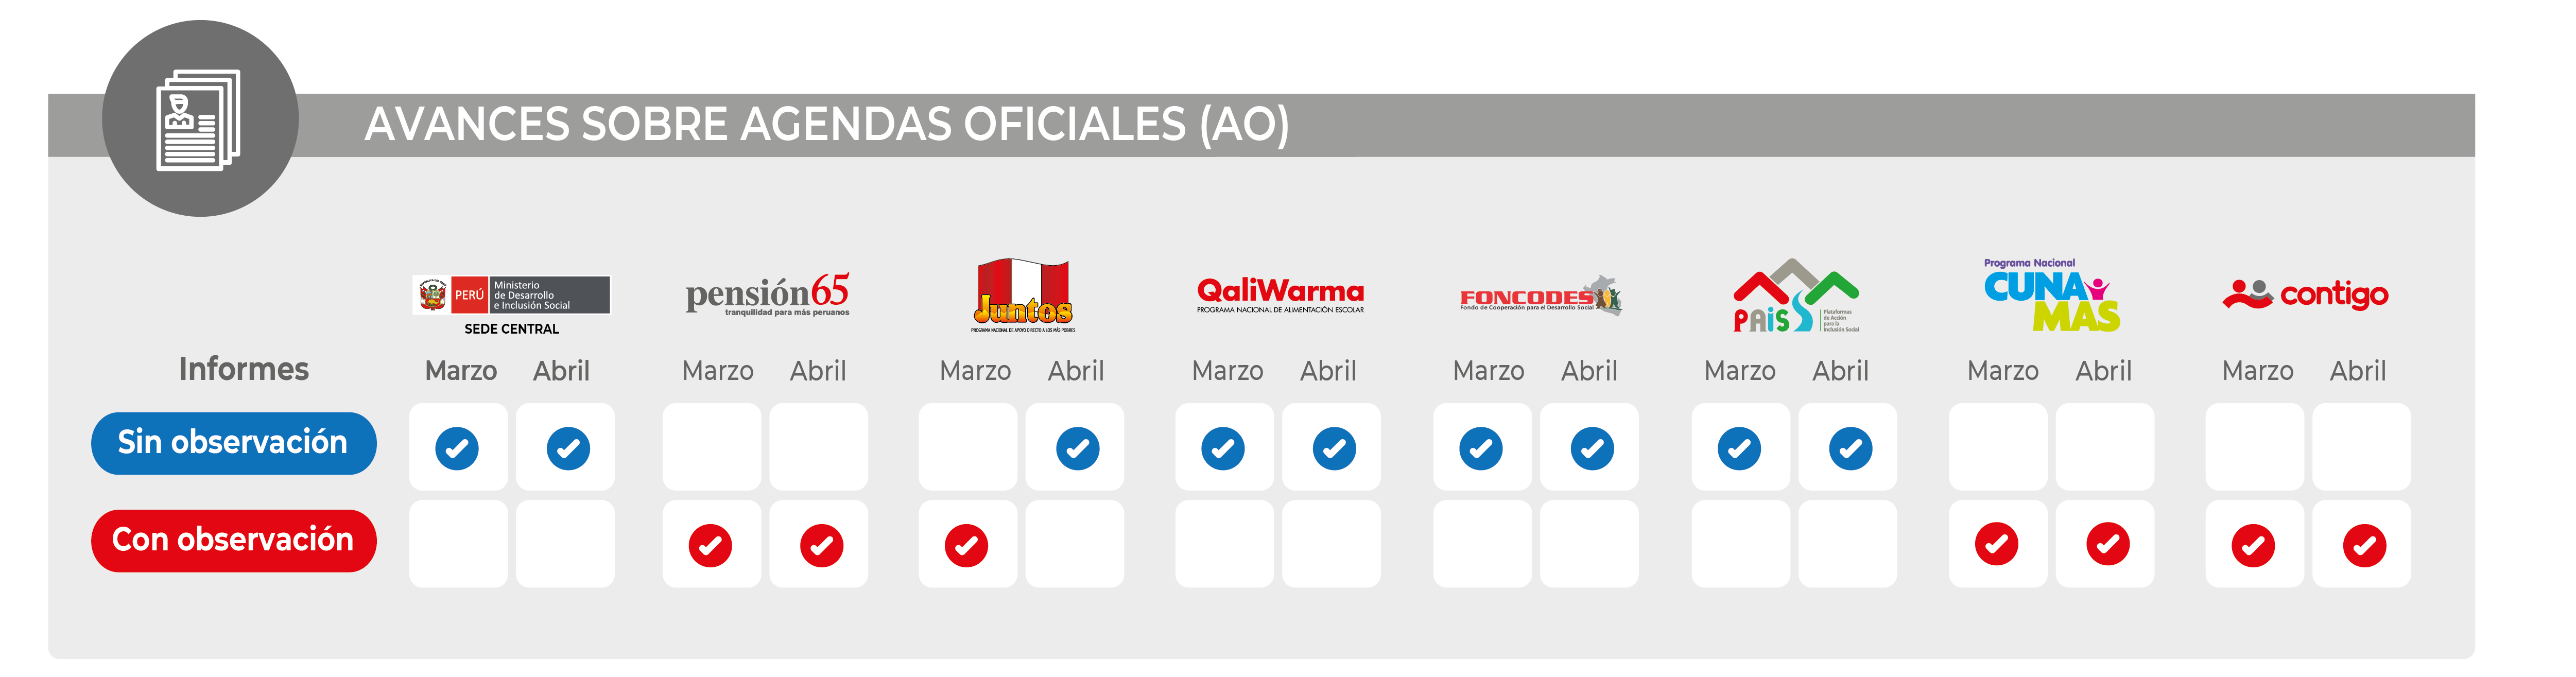 AVANCES SOBRE AGENDAS OFICIALES (AO)
PERÚ
Ministerio
de Desarrollo
e Inclusión Social
SEDE CENTRAL
pensión65
tranquilidad para más peruanos
Juntos
PROGRAMA NACIONAL DE APOYO DIRECTO A LOS MÁS POBRES
QaliWarma
PROGRAMA NACIONAL DE ALIMENTACIÓN ESCOLAR
FONCODES
Fondo de Cooperación para el Desarrollo Social
PAiS
Plataformas
de Acción
para la
Inclusión Social
Programa Nacional
CUNA
MAS
contigo
Informes Marzo Abril Marzo Abril Marzo Abril Marzo Abril Marzo Abril Marzo Abril Marzo Abril Marzo Abril
Sin observación
Con observación